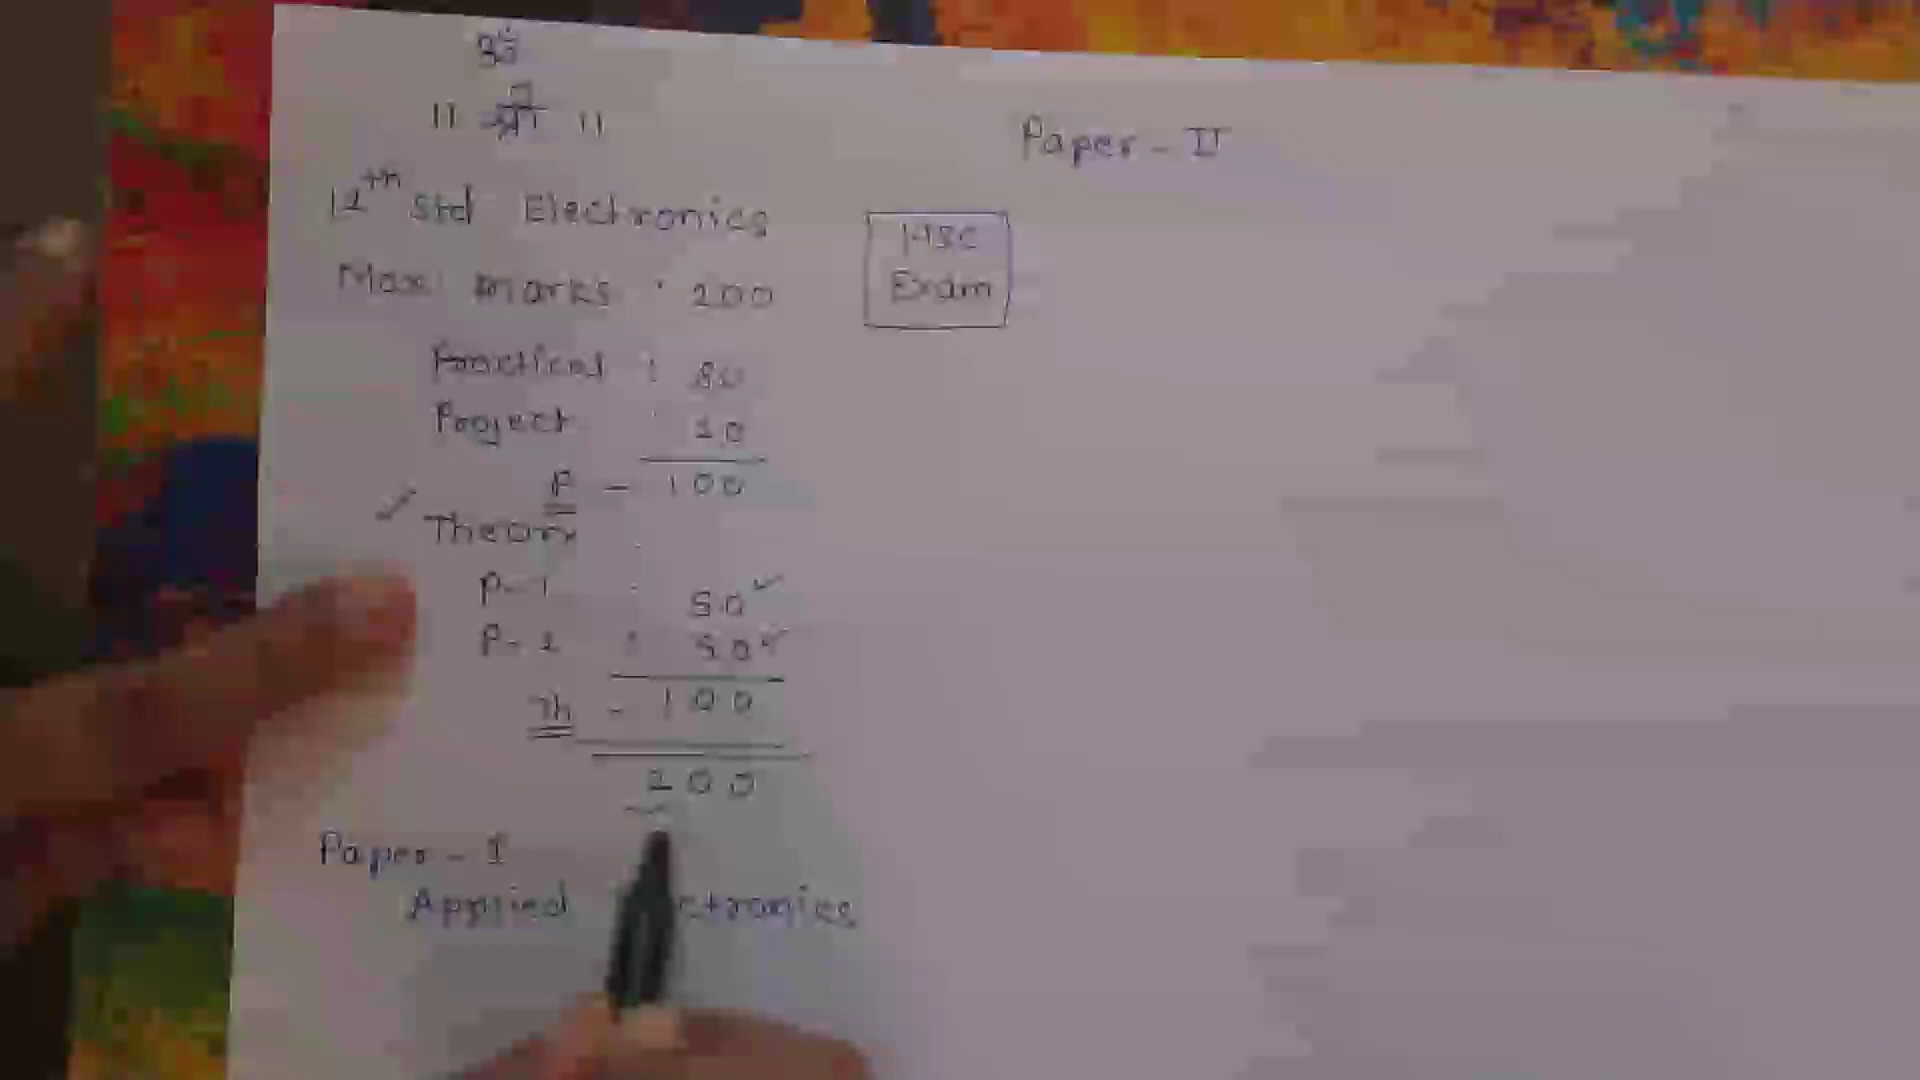 ॐ
॥ श्री ॥
12th Std Electronics
Max. marks : 200
HSC
Exam
Practical : 80
Project : 20
P - 100
✓ Theory :
P-1 : 50 ✓
P-2 : 50 ✓
Th - 100
200
Paper - I
Applied
Paper - II